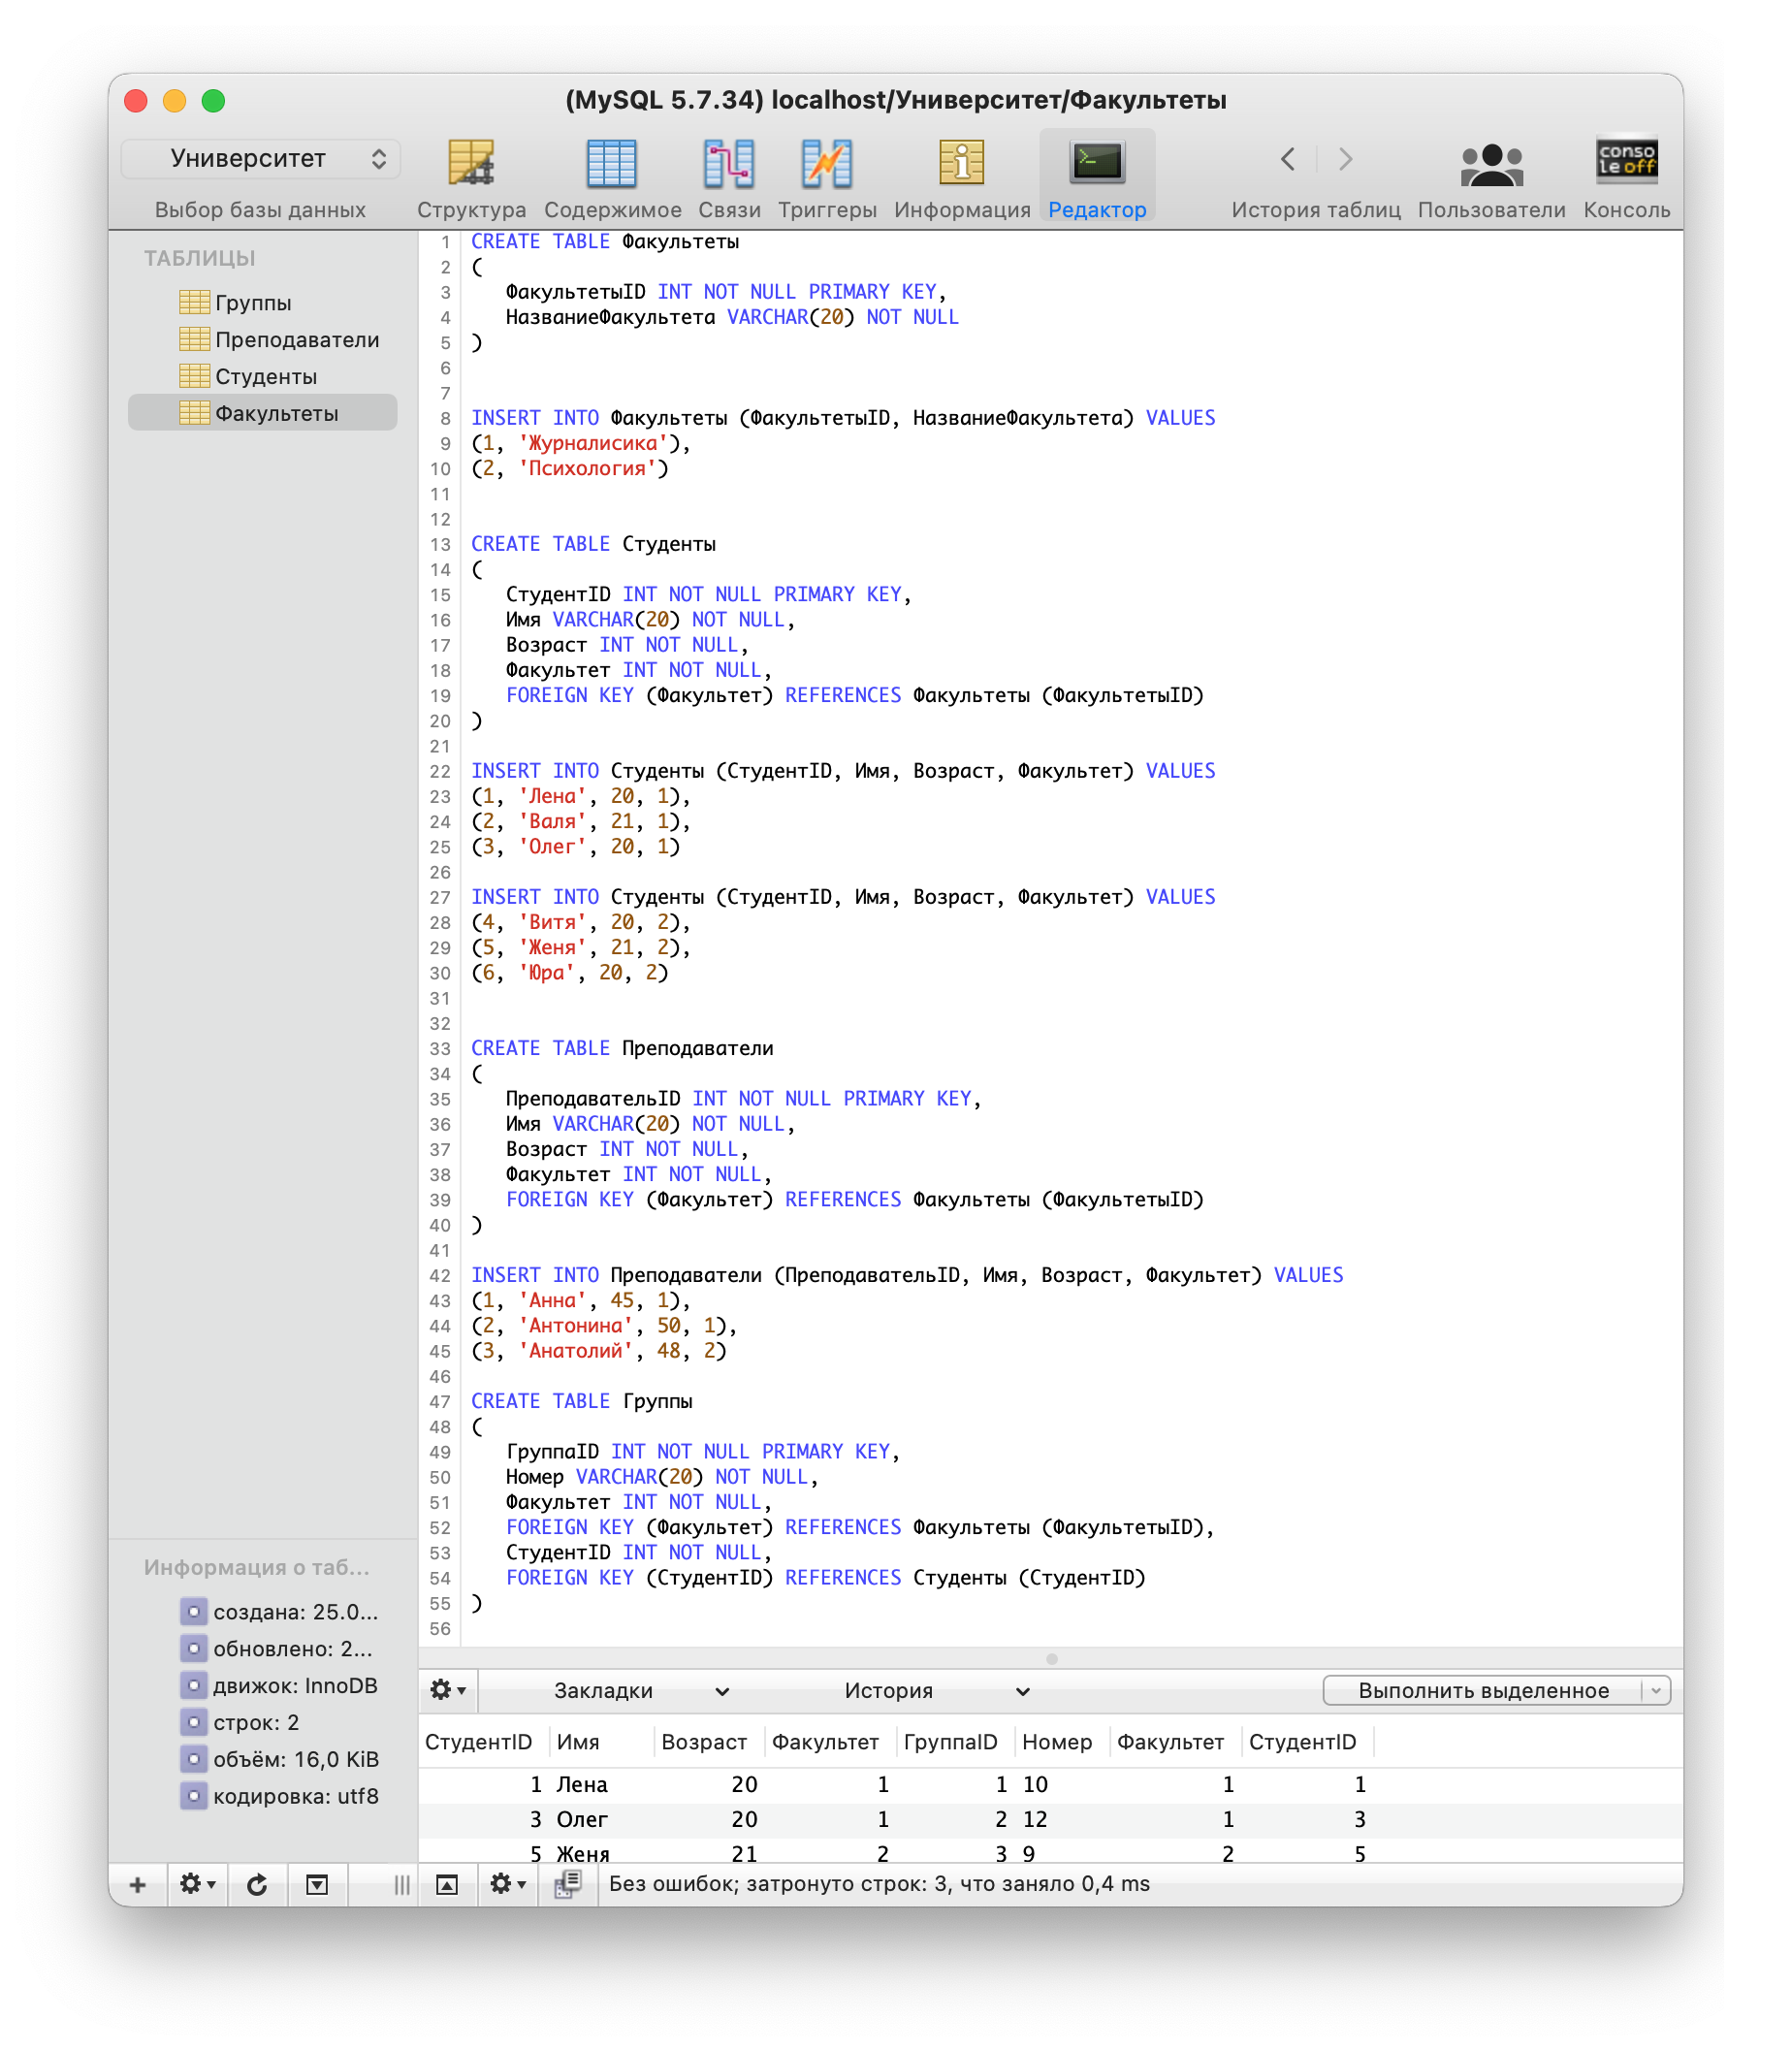 (MySQL 5.7.34) localhost/Университет/Факультеты
Университет
conso
le off
Выбор базы данных Структура Содержимое Связи Триггеры Информация Редактор История таблиц Пользователи Консоль
ТАБЛИЦЫ
Группы
Преподаватели
Студенты
Факультеты
1 CREATE TABLE Факультеты
2 (
3 ФакультетыID INT NOT NULL PRIMARY KEY,
4 НазваниеФакультета VARCHAR(20) NOT NULL
5 )
6
7
8 INSERT INTO Факультеты (ФакультетыID, НазваниеФакультета) VALUES
9 (1, 'Журналисика'),
10 (2, 'Психология')
11
12
13 CREATE TABLE Студенты
14 (
15 СтудентID INT NOT NULL PRIMARY KEY,
16 Имя VARCHAR(20) NOT NULL,
17 Возраст INT NOT NULL,
18 Факультет INT NOT NULL,
19 FOREIGN KEY (Факультет) REFERENCES Факультеты (ФакультетыID)
20 )
21
22 INSERT INTO Студенты (СтудентID, Имя, Возраст, Факультет) VALUES
23 (1, 'Лена', 20, 1),
24 (2, 'Валя', 21, 1),
25 (3, 'Олег', 20, 1)
26
27 INSERT INTO Студенты (СтудентID, Имя, Возраст, Факультет) VALUES
28 (4, 'Витя', 20, 2),
29 (5, 'Женя', 21, 2),
30 (6, 'Юра', 20, 2)
31
32
33 CREATE TABLE Преподаватели
34 (
35 ПреподавательID INT NOT NULL PRIMARY KEY,
36 Имя VARCHAR(20) NOT NULL,
37 Возраст INT NOT NULL,
38 Факультет INT NOT NULL,
39 FOREIGN KEY (Факультет) REFERENCES Факультеты (ФакультетыID)
40 )
41
42 INSERT INTO Преподаватели (ПреподавательID, Имя, Возраст, Факультет) VALUES
43 (1, 'Анна', 45, 1),
44 (2, 'Антонина', 50, 1),
45 (3, 'Анатолий', 48, 2)
46
47 CREATE TABLE Группы
48 (
49 ГруппаID INT NOT NULL PRIMARY KEY,
50 Номер VARCHAR(20) NOT NULL,
51 Факультет INT NOT NULL,
52 FOREIGN KEY (Факультет) REFERENCES Факультеты (ФакультетыID),
53 СтудентID INT NOT NULL,
54 FOREIGN KEY (СтудентID) REFERENCES Студенты (СтудентID)
55 )
56
Информация о таб...
создана: 25.0...
обновлено: 2...
движок: InnoDB
строк: 2
объём: 16,0 KiB
кодировка: utf8
Закладки История Выполнить выделенное
СтудентID Имя Возраст Факультет ГруппаID Номер Факультет СтудентID
1 Лена 20 1 1 10 1 1
3 Олег 20 1 2 12 1 3
5 Женя 21 2 3 9 2 5
Без ошибок; затронуто строк: 3, что заняло 0,4 ms